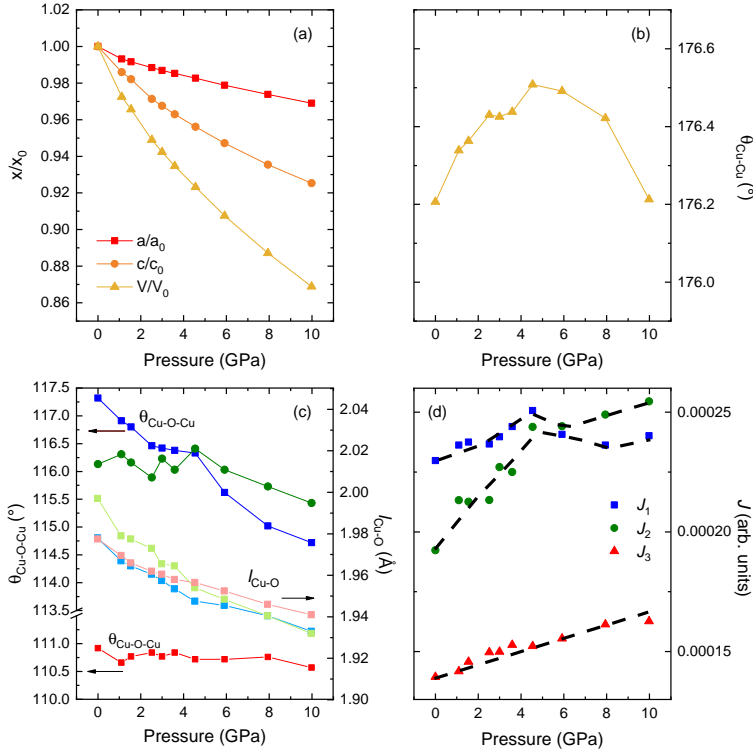 (a)
1.02
1.00
0.98
0.96
0.94
0.92
0.90
0.88
0.86
x/x0
a/a0
c/c0
V/V0
0 2 4 6 8 10
Pressure (GPa)
(b)
176.6
176.4
176.2
176.0
θCu-Cu (°)
0 2 4 6 8 10
Pressure (GPa)
(c)
117.5
117.0
116.5
116.0
115.5
115.0
114.5
114.0
113.5
111.0
110.5
110.0
θCu-O-Cu (°)
θCu-O-Cu
lCu-O
θCu-O-Cu
2.04
2.02
2.00
1.98
1.96
1.94
1.92
1.90
lCu-O (Å)
0 2 4 6 8 10
Pressure (GPa)
(d)
J1
J2
J3
0.00025
0.00020
0.00015
J (arb. units)
0 2 4 6 8 10
Pressure (GPa)